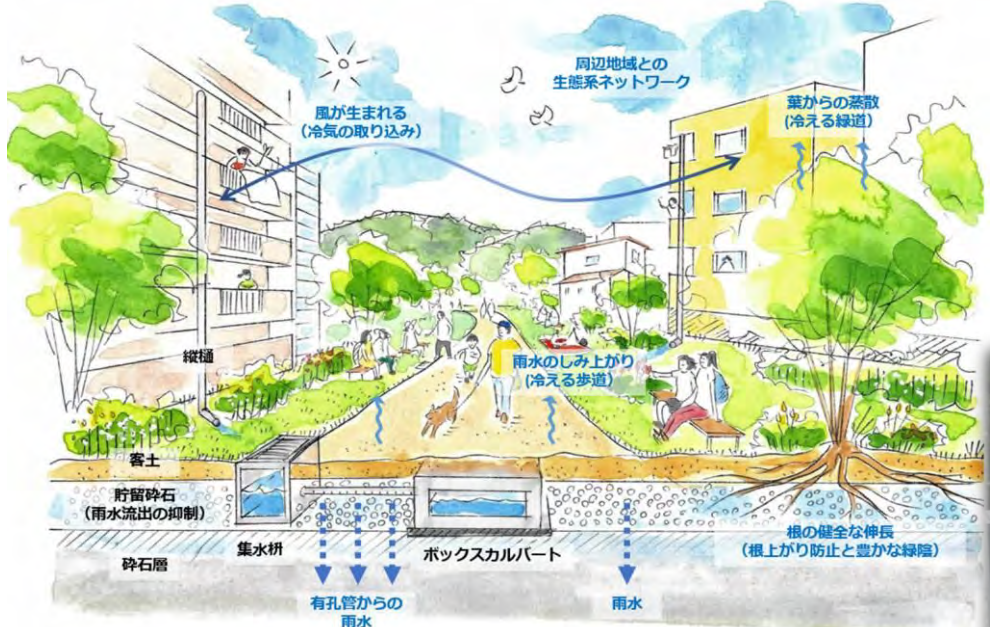 周辺地域との
生態系ネットワーク
風が生まれる
(冷気の取り込み)
葉からの蒸散
(冷える緑道)
縦樋
雨水のしみ上がり
(冷える歩道)
客土
貯留砕石
(雨水流出の抑制)
集水枡
ボックスカルバート
根の健全な伸長
(根上がり防止と豊かな緑陰)
砕石層
有孔管からの
雨水
雨水